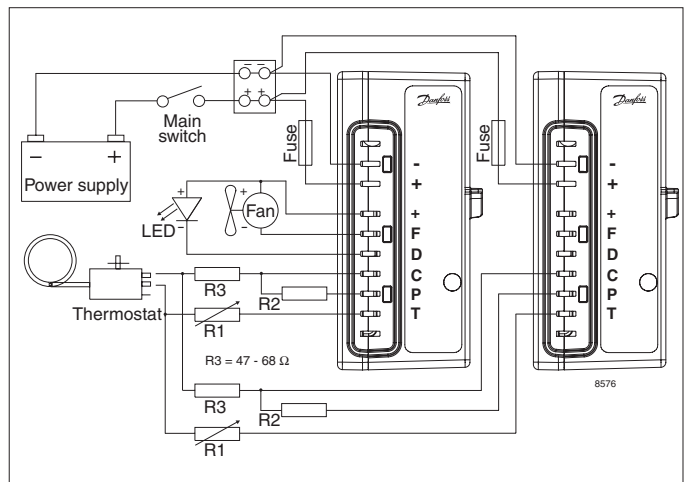 − −
+ +
Main
switch
− +
Power supply
Fuse
Danfoss
-
+
+
F
D
C
P
T
Fuse
Danfoss
-
+
+
F
D
C
P
T
+
LED -
+
Fan
-
Thermostat
R3
R2
R1
R3 = 47 - 68 Ω
R3
R2
R1
8576